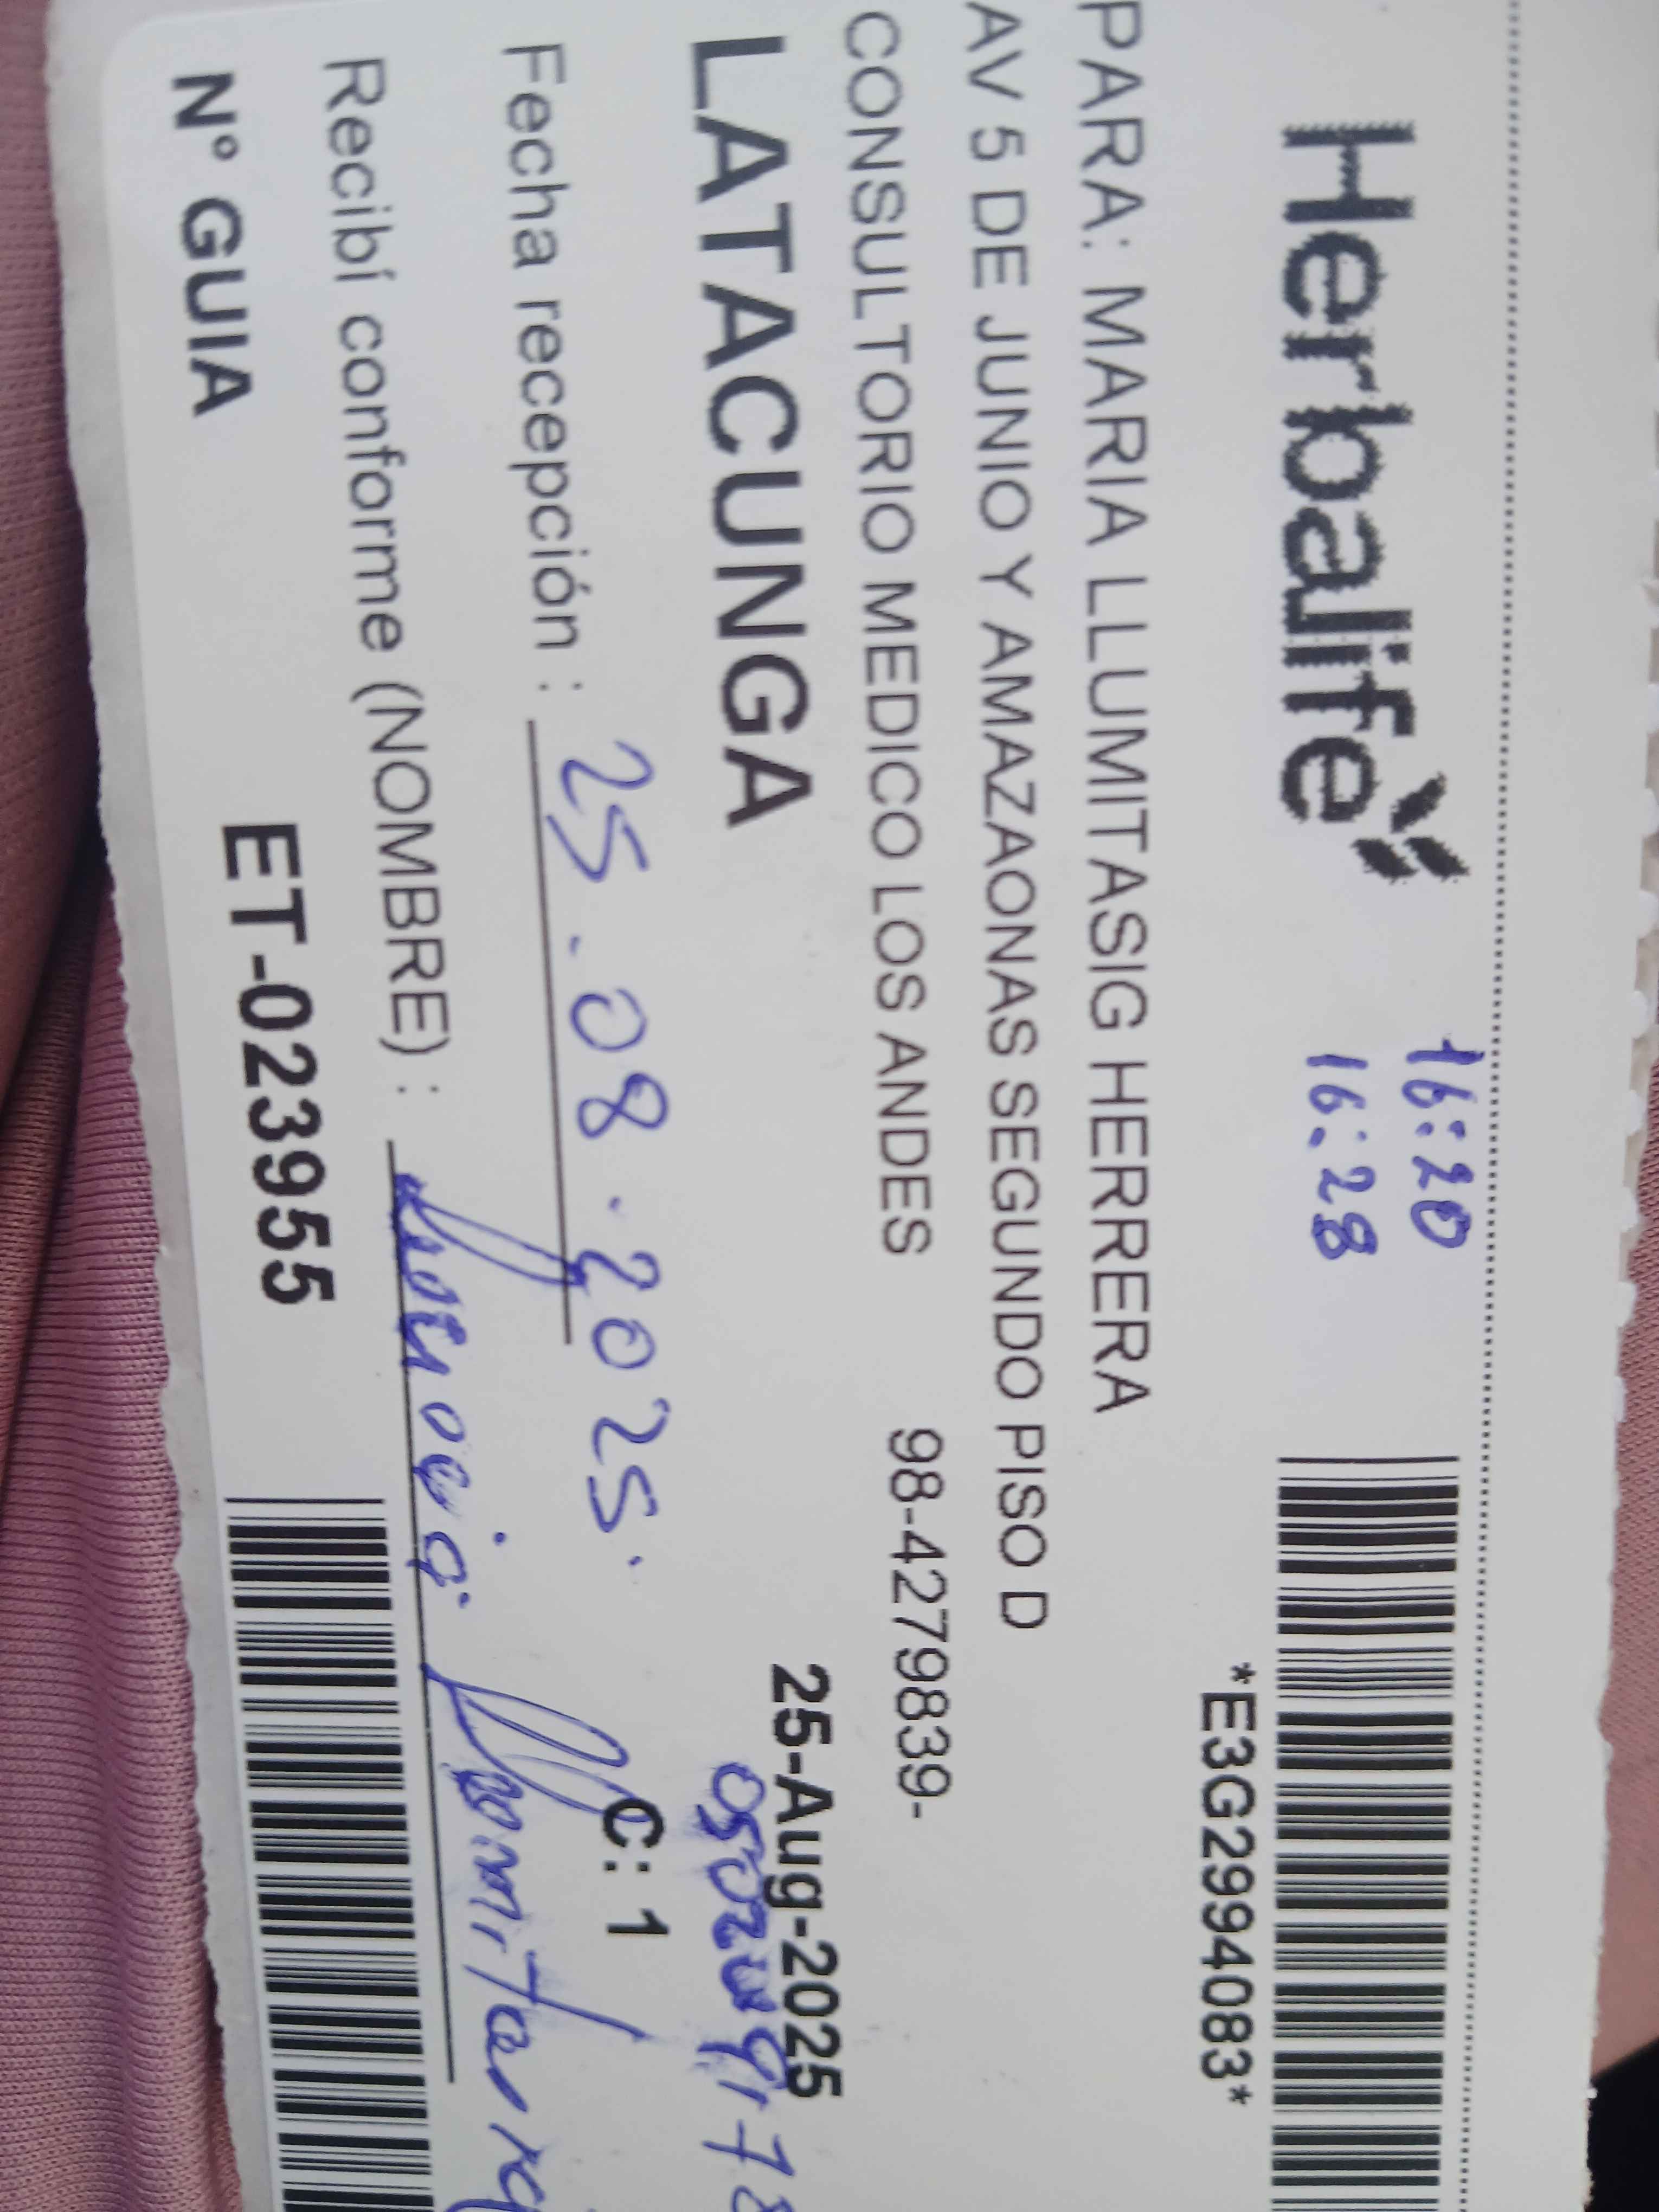 Herbalife
16:20
16:28
*E3G2994083*
PARA: MARIA LLUMITASIG HERRERA
AV 5 DE JUNIO Y AMAZAONAS SEGUNDO PISO D
CONSULTORIO MEDICO LOS ANDES 98-42798839-
LATACUNGA 25-Aug-2025
Fecha recepción : 25.08.2025.
C: 1
Recibí conforme (NOMBRE) :
N° GUIA ET-023955